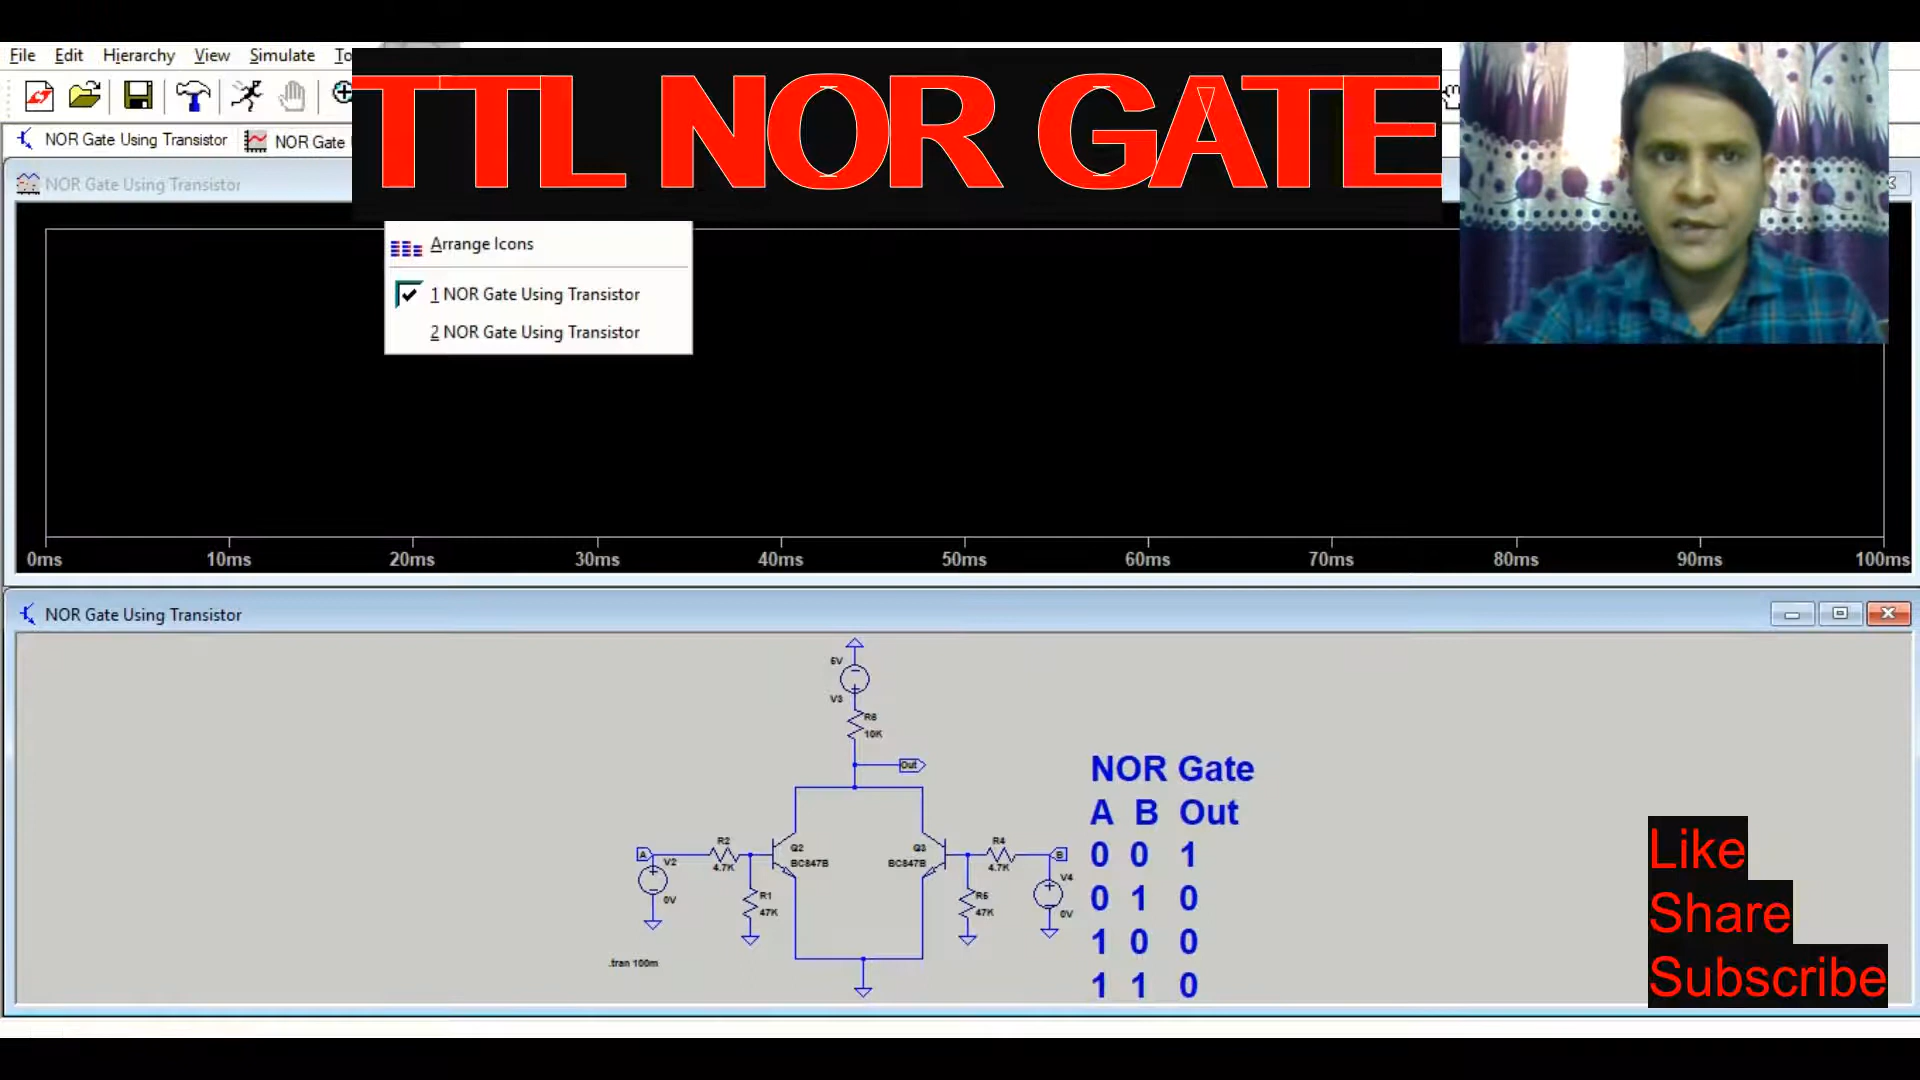 File Edit Hierarchy View Simulate To
TTL NOR GATE
NOR Gate Using Transistor
NOR Gate
NOR Gate Using Transistor
Arrange Icons
1 NOR Gate Using Transistor
2 NOR Gate Using Transistor
0ms 10ms 20ms 30ms 40ms 50ms 60ms 70ms 80ms 90ms 100ms
NOR Gate Using Transistor
V3
R6
10K
Out
A
V2
0V
R2
4.7K
R1
47K
Q2
BC847B
Q3
BC847B
R4
4.7K
R5
47K
B
V4
0V
.tran 100m
NOR Gate
A B Out
0 0 1
0 1 0
1 0 0
1 1 0
Like
Share
Subscribe